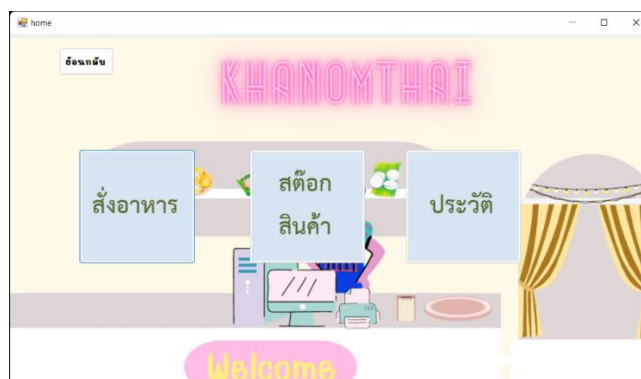 home
ย้อนกลับ
KHANOMTHAI
สั่งอาหาร
สต๊อก
สินค้า
ประวัติ
Welcome